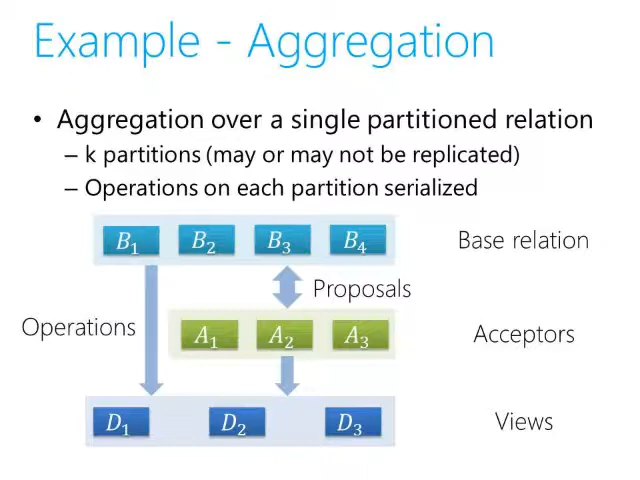 Example - Aggregation
• Aggregation over a single partitioned relation
– k partitions (may or may not be replicated)
– Operations on each partition serialized
B₁ B₂ B₃ B₄ Base relation
Proposals
Operations
A₁ A₂ A₃ Acceptors
D₁ D₂ D₃ Views